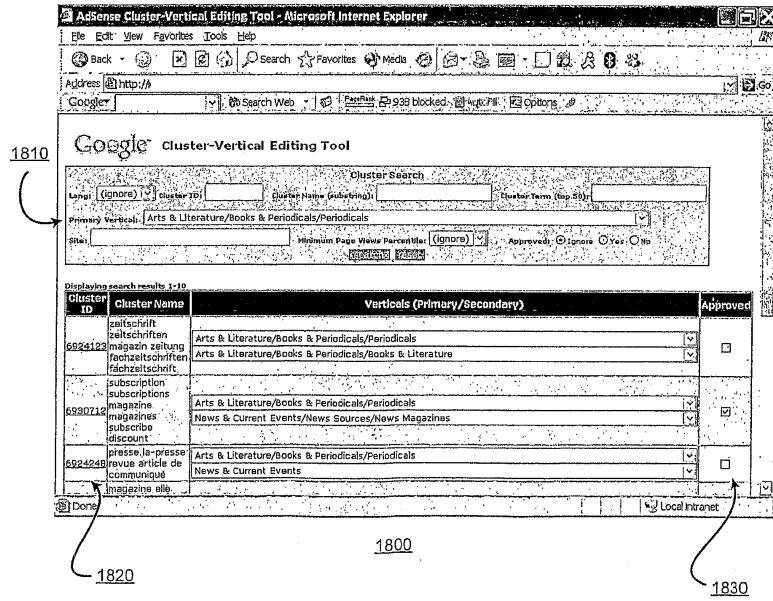 AdSense Cluster-Vertical Editing Tool - Microsoft Internet Explorer
File Edit View Favorites Tools Help
Back Search Favorites Media
Address http:// Go
Google Search Web PageRank 938 blocked AutoFill Options
Google Cluster-Vertical Editing Tool
1810
Cluster Search
Lang: (ignore) Cluster ID: Cluster Name (substring): Cluster Term (top 50):
Primary Vertical: Arts & Literature/Books & Periodicals/Periodicals
Site: Minimum Page Views Percentile: (ignore) Approved: Ignore Yes No
Displaying search results 1-10
Cluster ID Cluster Name Verticals (Primary/Secondary) Approved
6924123
zeitschrift
zeitschriften
magazin zeitung
fachzeitschriften
fachzeitschrift
Arts & Literature/Books & Periodicals/Periodicals
Arts & Literature/Books & Periodicals/Books & Literature
6930712
subscription
subscriptions
magazine
magazines
subscribe
discount
Arts & Literature/Books & Periodicals/Periodicals
News & Current Events/News Sources/News Magazines
6924248
presse la-presse
revue article de
communiqué
Arts & Literature/Books & Periodicals/Periodicals
News & Current Events
magazine elle
Done Local intranet
1800
1820
1830